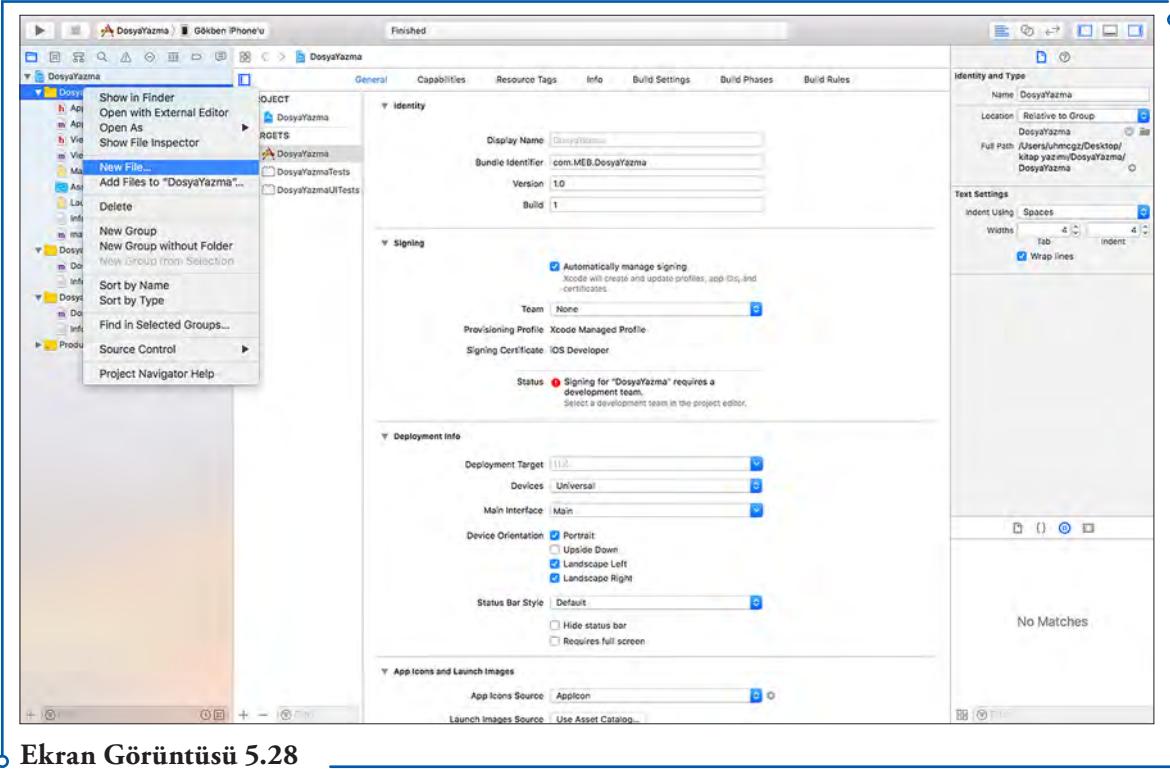 DosyaYazma Gökben iPhone'u Finished
DosyaYazma
General Capabilities Resource Tags Info Build Settings Build Phases Build Rules
DosyaYazma
Show in Finder
Open with External Editor
Open As
Show File Inspector
New File...
Add Files to "DosyaYazma"...
Delete
New Group
New Group without Folder
New Group from Selection
Sort by Name
Sort by Type
Find in Selected Groups...
Source Control
Project Navigator Help
DosyaYazma
DosyaYazma
DosyaYazmaTests
DosyaYazmaUITests
Identity
Display Name DosyaYazma
Bundle Identifier com.MEB.DosyaYazma
Version 1.0
Build 1
Signing
Automatically manage signing
Xcode will create and update profiles, app IDs, and
certificates.
Team None
Provisioning Profile Xcode Managed Profile
Signing Certificate iOS Developer
Status Signing for "DosyaYazma" requires a
development team.
Select a development team in the project editor.
Deployment Info
Deployment Target
Devices Universal
Main Interface Main
Device Orientation Portrait
Upside Down
Landscape Left
Landscape Right
Status Bar Style Default
Hide status bar
Requires full screen
App Icons and Launch Images
App Icons Source AppIcon
Launch Images Source Use Asset Catalog...
Identity and Type
Name DosyaYazma
Location Relative to Group
DosyaYazma
Full Path /Users/uhmcgz/Desktop/
kitap yazimi/DosyaYazma/
DosyaYazma
Text Settings
Indent Using Spaces
Widths 4 4
Tab Indent
Wrap lines
No Matches
Ekran Görüntüsü 5.28